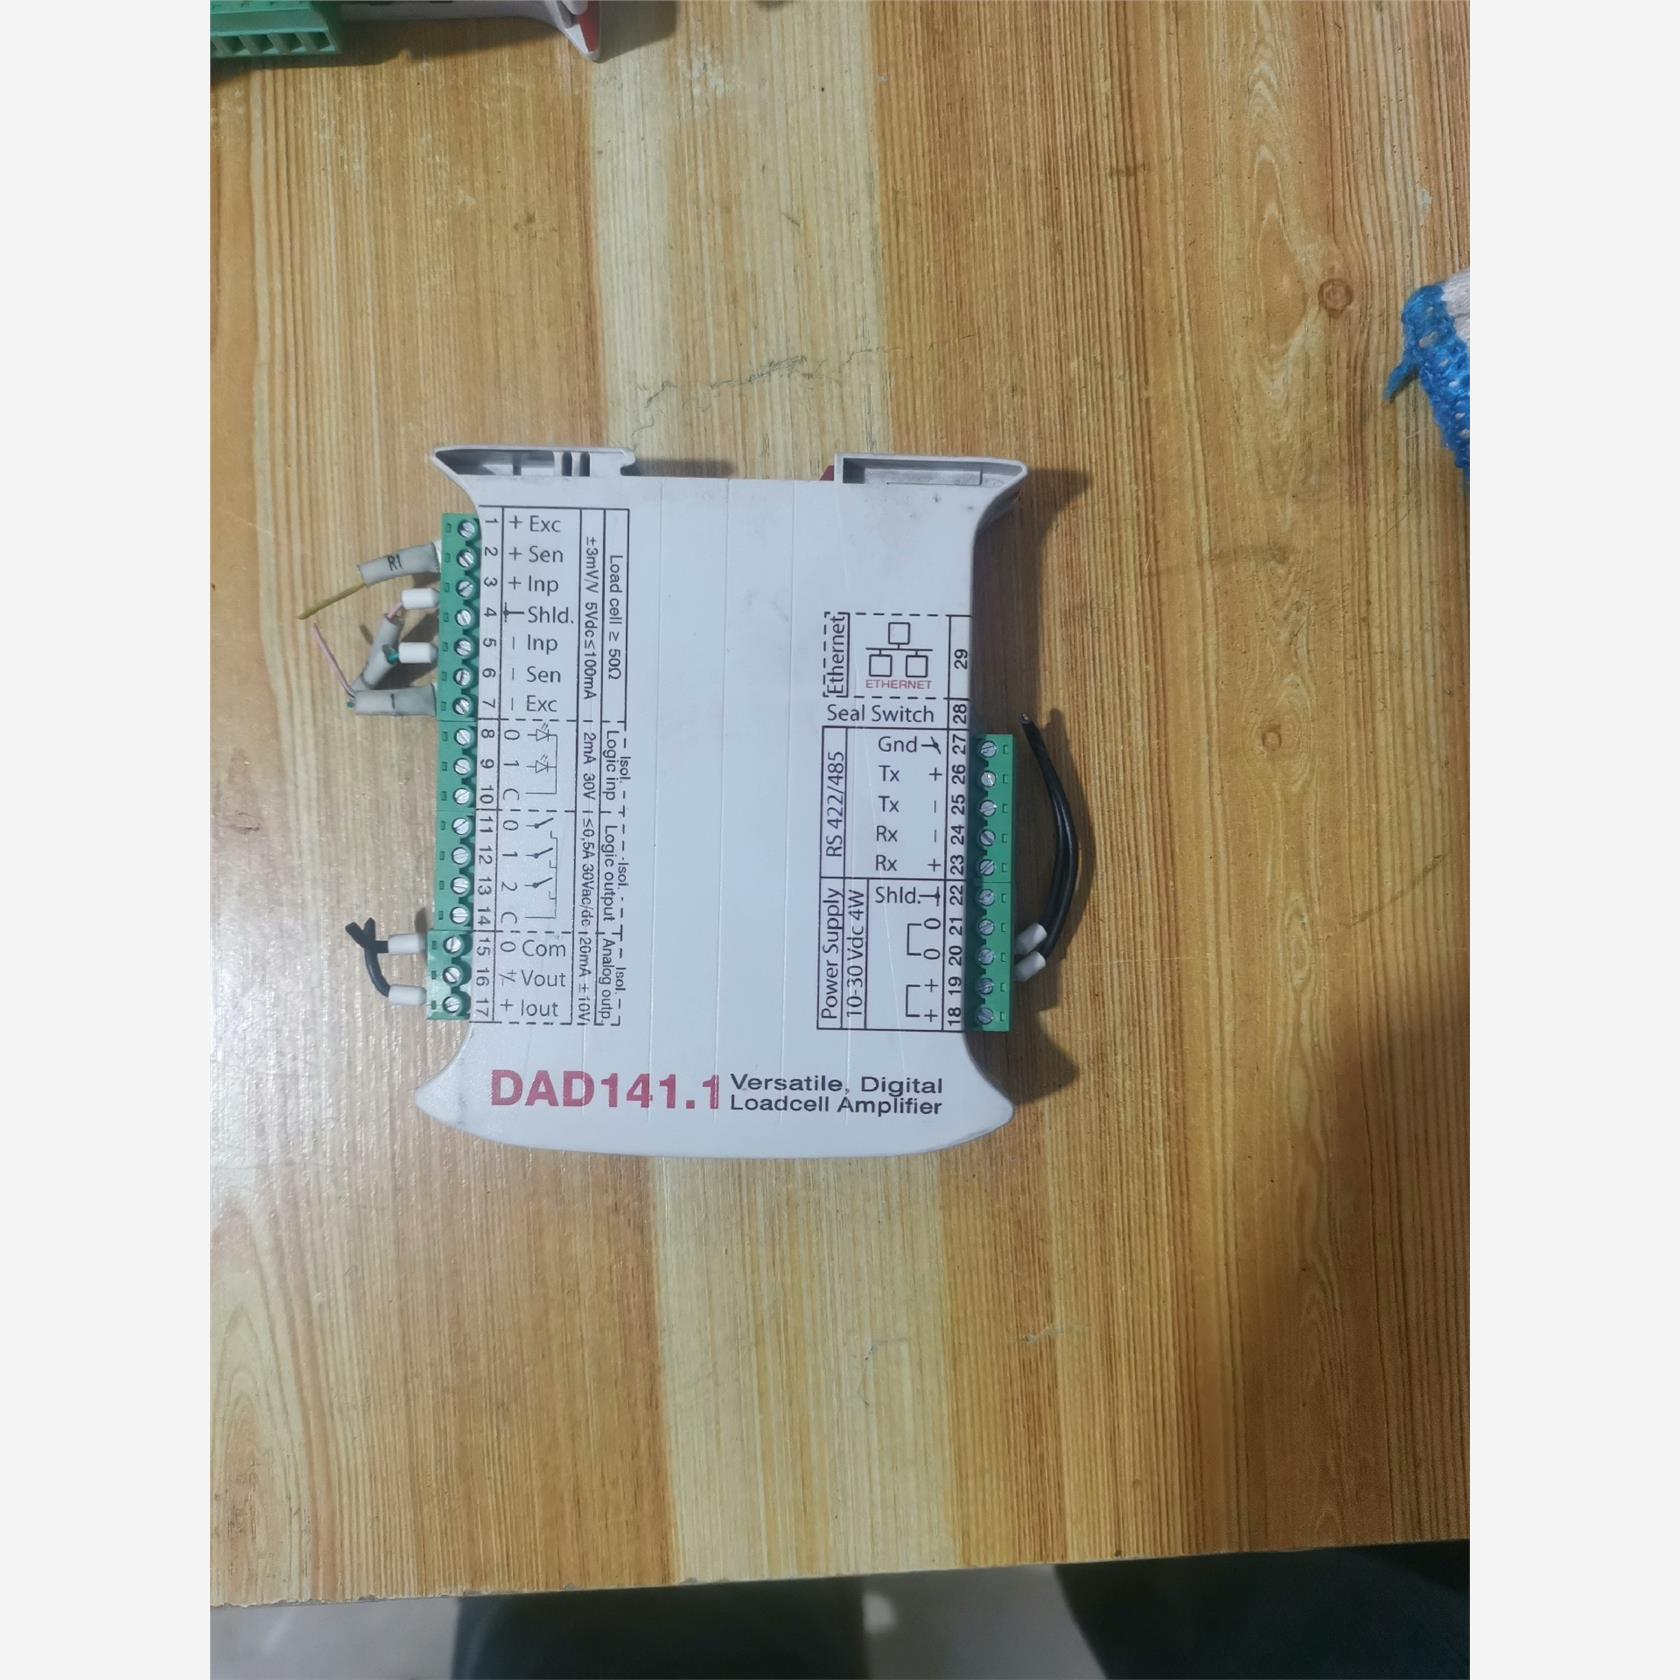 R1
1 + Exc
2 + Sen
3 + Inp
4 Shld.
5 - Inp
6 - Sen
7 - Exc
8 0
9 1
10 C
11 0
12 1
13 2
14 C
15 0 Com
16 +/- Vout
17 + Iout
Load cell ≥ 50Ω
±3mV/V 5Vdc≤100mA
Isol.
Logic inp
2mA 30V
Isol.
Logic output
≤0,5A 30Vac/dc
Isol.
Analog outp.
20mA ±10V
Ethernet
ETHERNET
29
Seal Switch 28
RS 422/485
Gnd 27
Tx + 26
Tx - 25
Rx - 24
Rx + 23
Power Supply
10-30 Vdc 4W
Shld. 22
0 21
0 20
+ 19
+ 18
DAD141.1 Versatile, Digital
Loadcell Amplifier